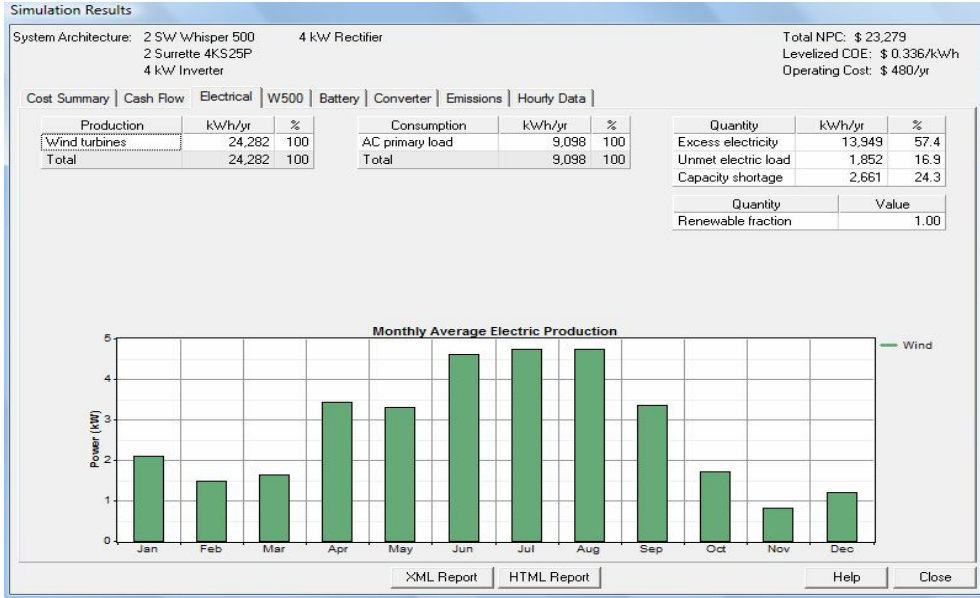 Simulation Results
System Architecture: 2 SW Whisper 500 4 kW Rectifier
2 Surrette 4KS25P
4 kW Inverter
Total NPC: $ 23,279
Levelized COE: $ 0.336/kWh
Operating Cost: $ 480/yr
Cost Summary Cash Flow Electrical W500 Battery Converter Emissions Hourly Data
Production kWh/yr %
Wind turbines 24,282 100
Total 24,282 100
Consumption kWh/yr %
AC primary load 9,098 100
Total 9,098 100
Quantity kWh/yr %
Excess electricity 13,949 57.4
Unmet electric load 1,852 16.9
Capacity shortage 2,661 24.3
Quantity Value
Renewable fraction 1.00
Monthly Average Electric Production
Wind
Power (kW)
5
4
3
2
1
0
Jan Feb Mar Apr May Jun Jul Aug Sep Oct Nov Dec
XML Report HTML Report Help Close